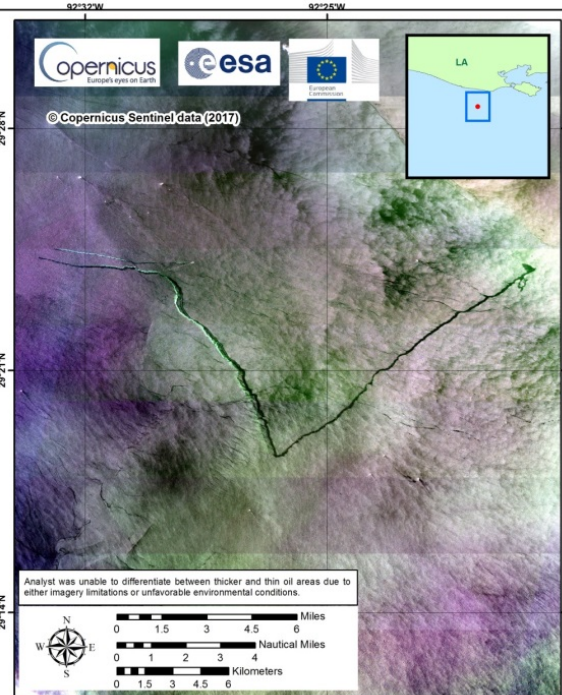 92°32'W 92°25'W
opernicus
Europe's eyes on Earth
esa
European
Commission
LA
© Copernicus Sentinel data (2017)
29°28'
29°21'
29°14'
Analyst was unable to differentiate between thicker and thin oil areas due to
either imagery limitations or unfavorable environmental conditions.
N
W E
S
Miles
0 1.5 3 4.5 6
Nautical Miles
0 1 2 3 4
Kilometers
0 1.5 3 4.5 6